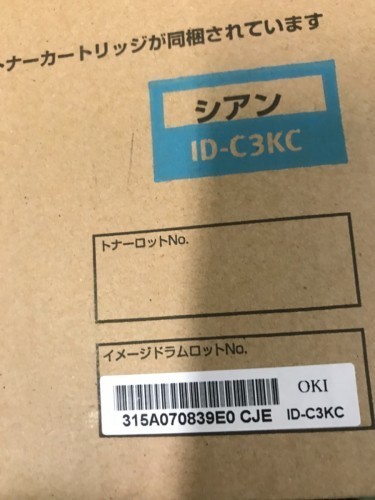 トナーカートリッジが同梱されています
シアン
ID-C3KC
トナーロットNo.
イメージドラムロットNo.
OKI
315A070839E0 CJE ID-C3KC